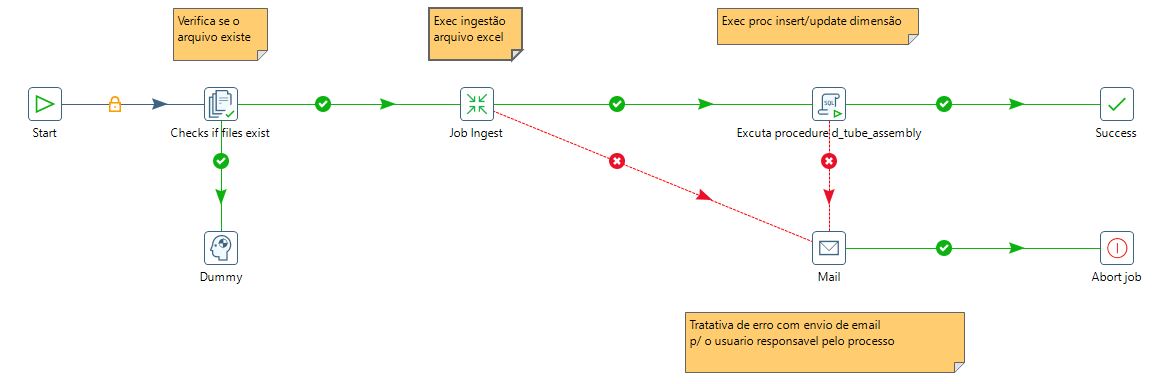 Verifica se o
arquivo existe
Exec ingestão
arquivo excel
Exec proc insert/update dimensão
Start
Checks if files exist
Job Ingest
SQL
Excuta procedure d_tube_assembly
Success
Dummy
Mail
Abort job
Tratativa de erro com envio de email
p/ o usuario responsavel pelo processo